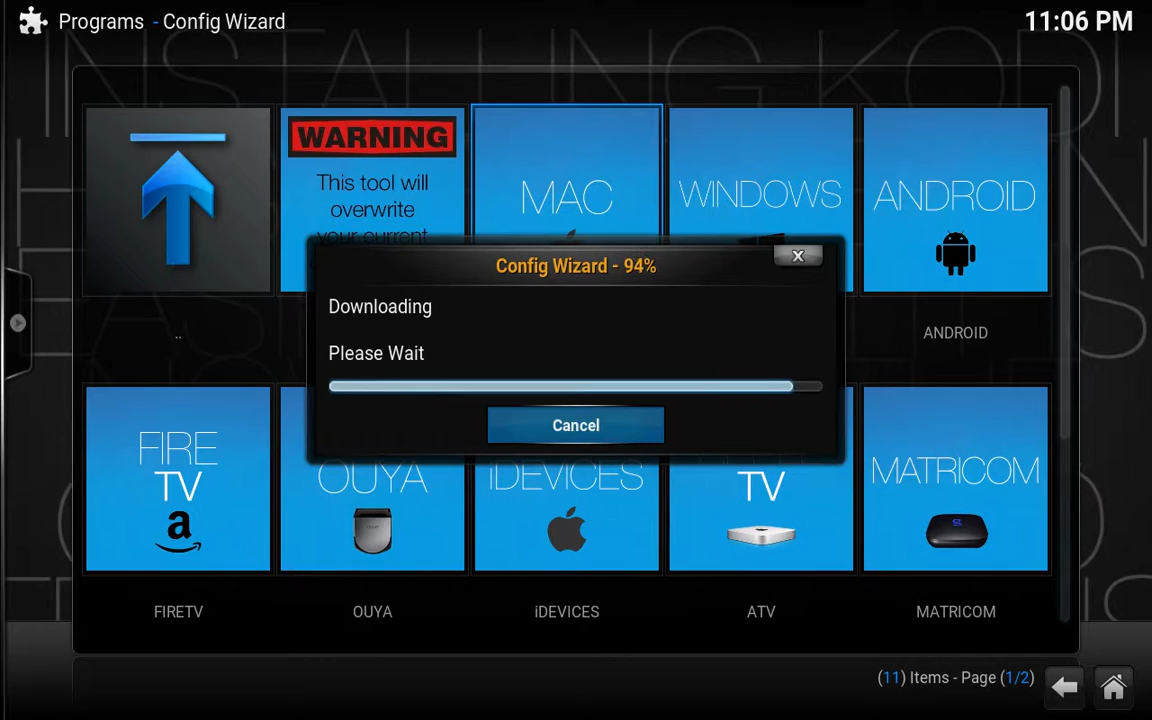 Programs - Config Wizard
11:06 PM
WARNING
This tool will
overwrite
your current
MAC
WINDOWS
ANDROID
Config Wizard - 94%
X
Downloading
Please Wait
Cancel
..
ANDROID
FIRE
TV
a
OUYA
iDEVICES
TV
MATRICOM
FIRETV
OUYA
iDEVICES
ATV
MATRICOM
(11) Items - Page (1/2)